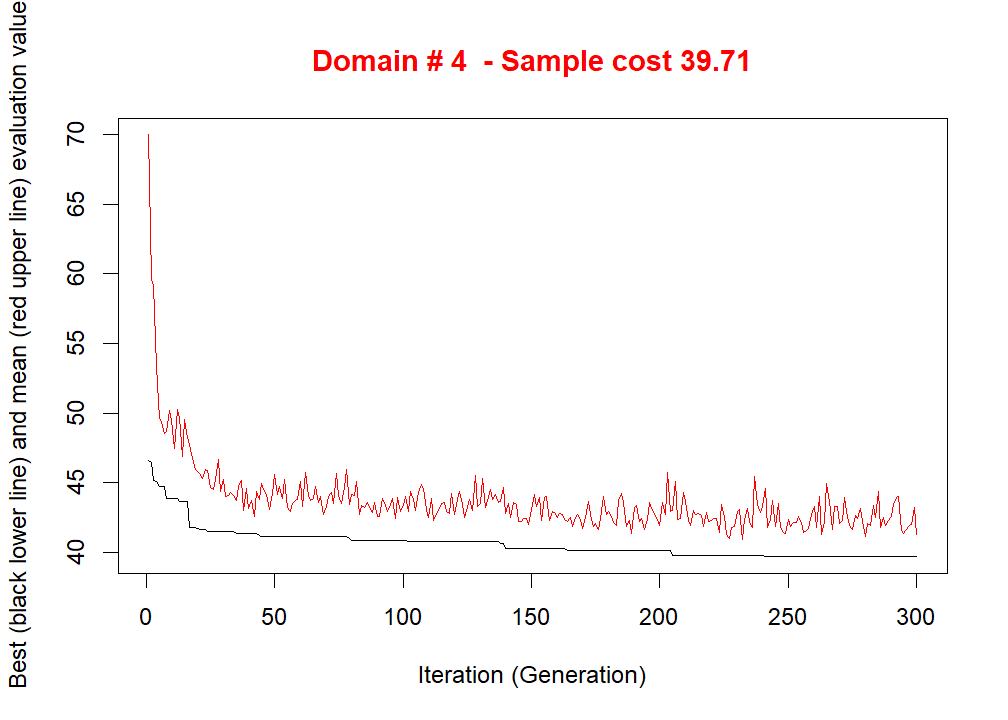 Domain # 4  - Sample cost 39.71
Best (black lower line) and mean (red upper line) evaluation value
70
65
60
55
50
45
40
0 50 100 150 200 250 300
Iteration (Generation)